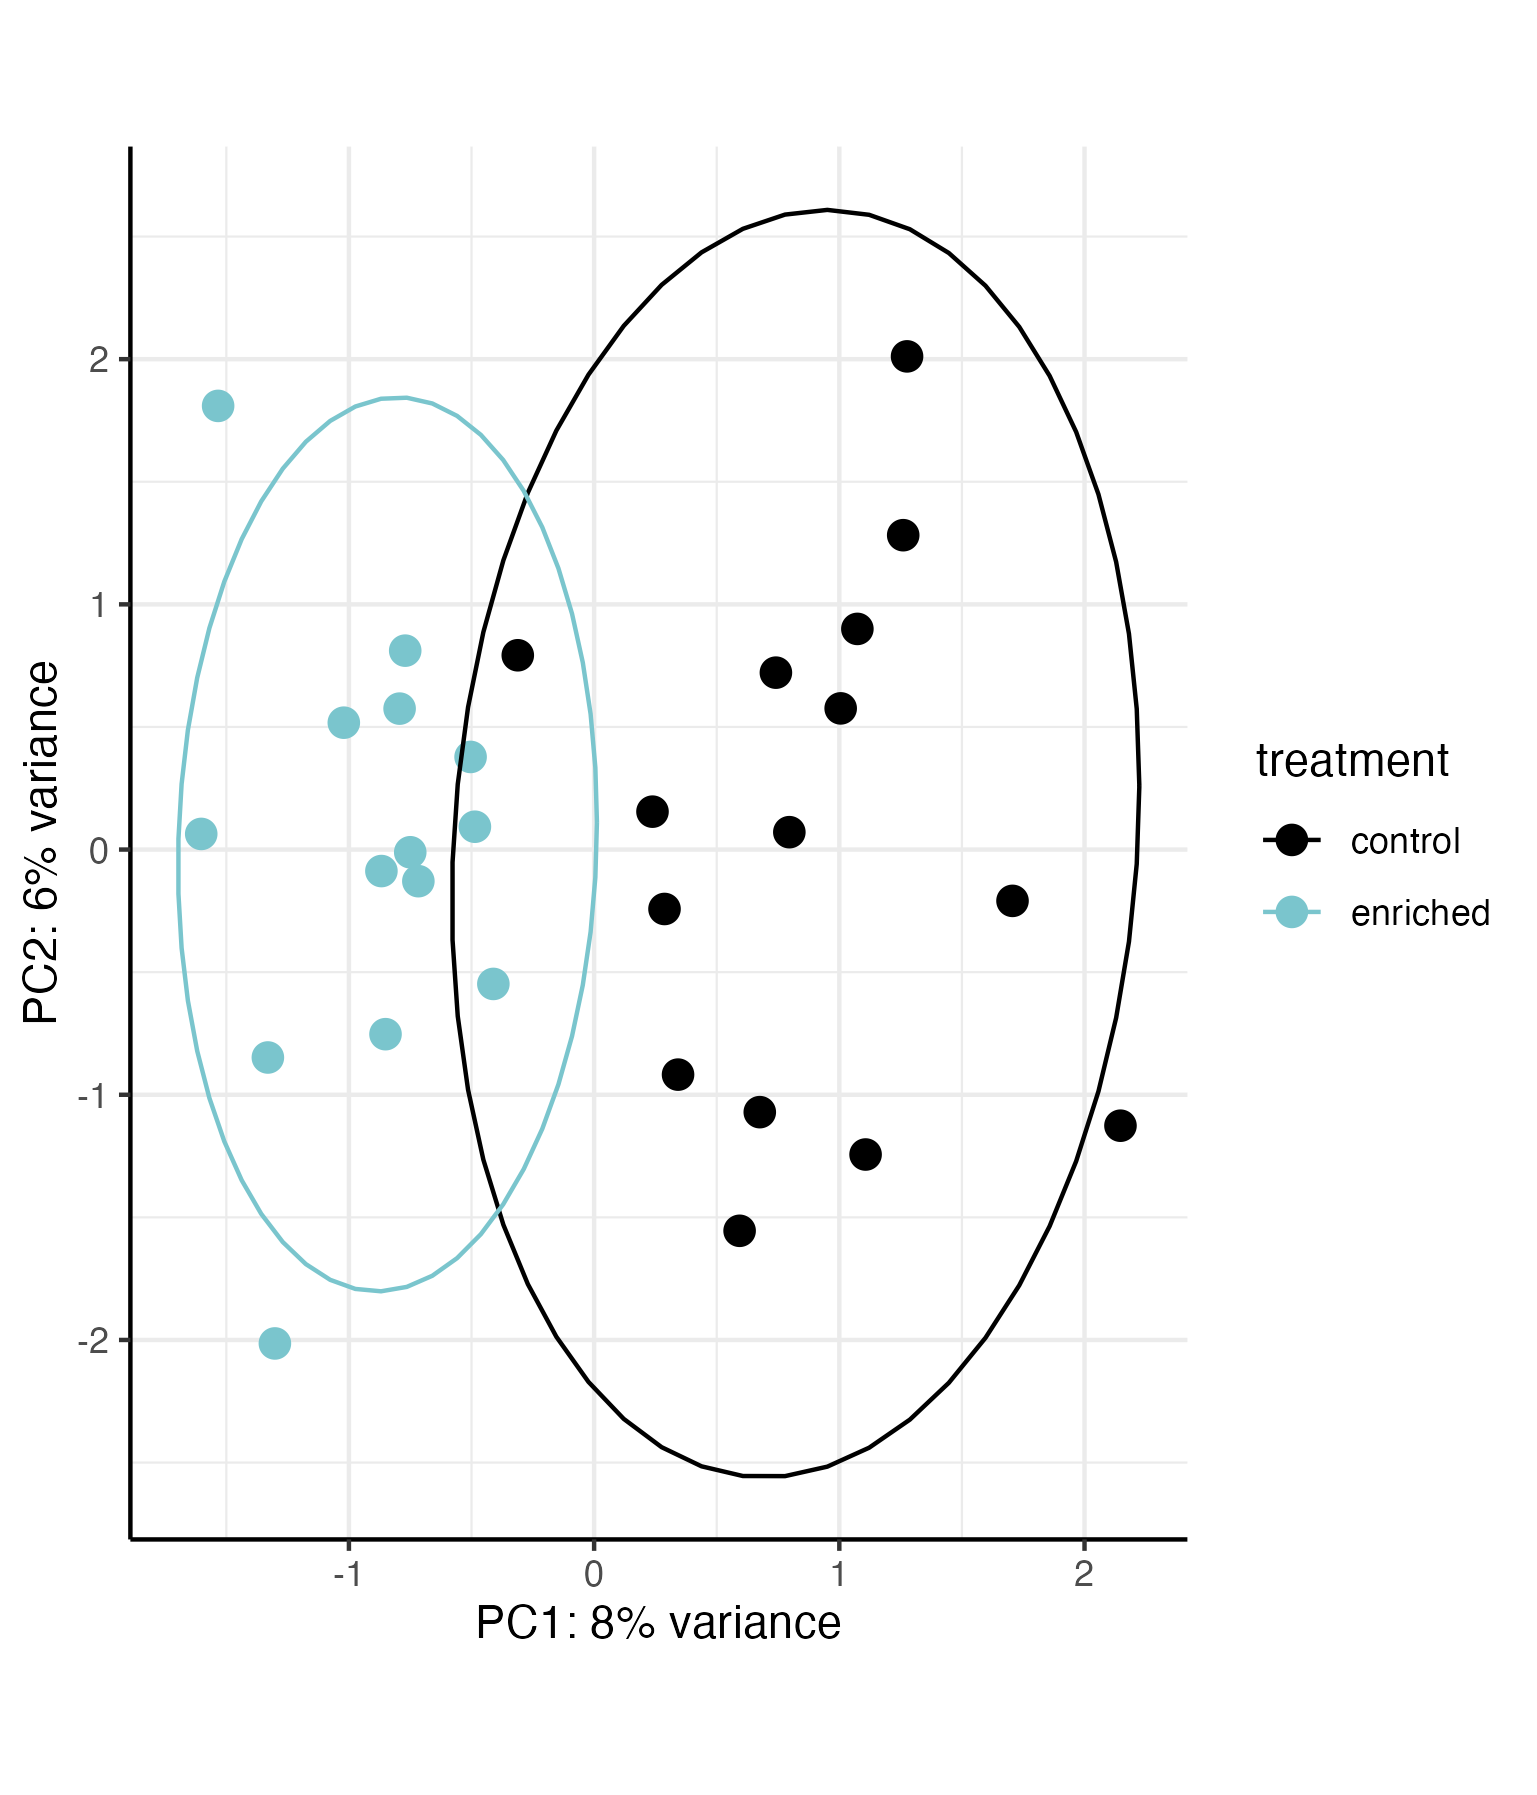 2
1
0
-1
-2
PC2: 6% variance
-1
0
1
2
PC1: 8% variance
treatment
control
enriched